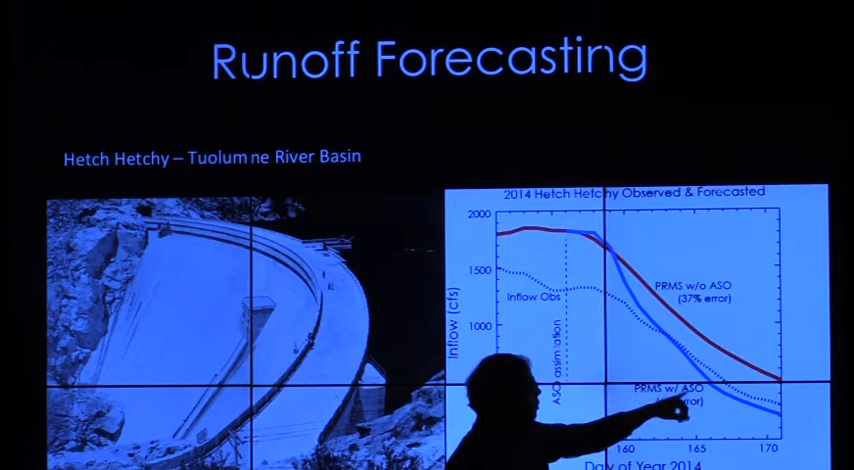 Runoff Forecasting
Hetch Hetchy – Tuolumne River Basin
2014 Hetch Hetchy Observed & Forecasted
2000
1500
1000
Inflow (cfs)
Inflow Obs
PRMS w/o ASO
(37% error)
ASO assimilation
PRMS w/ ASO
error)
160
165
170
Day of Year 2014